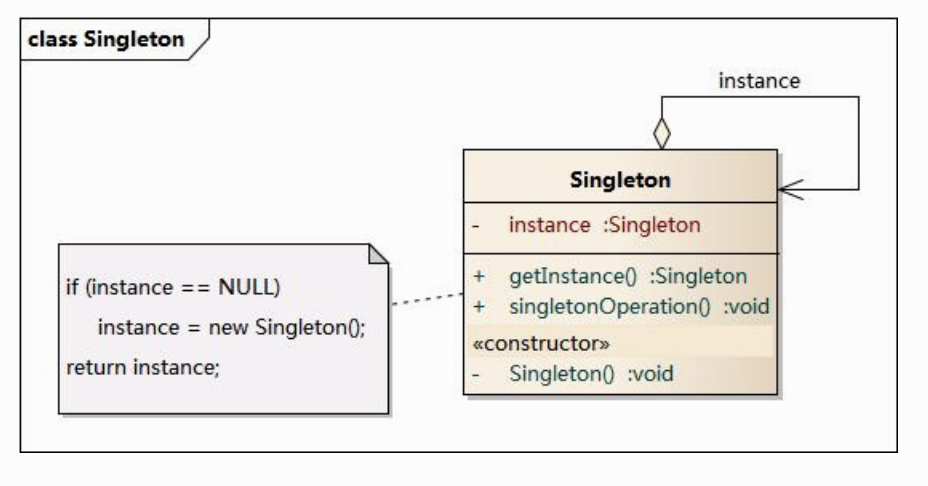 class Singleton
instance
Singleton
- instance :Singleton
+ getInstance() :Singleton
+ singletonOperation() :void
«constructor»
- Singleton() :void
if (instance == NULL)
instance = new Singleton();
return instance;